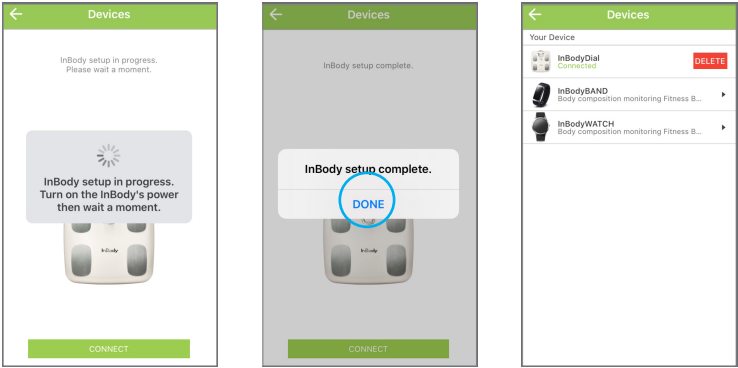 Devices
InBody setup in progress.
Please wait a moment.
InBody setup in progress.
Turn on the InBody's power
then wait a moment.
InBody
CONNECT
Devices
InBody setup complete.
InBody setup complete.
DONE
InBody
CONNECT
Devices
Your Device
InBodyDial
Connected
DELETE
InBodyBAND
Body composition monitoring Fitness B...
InBodyWATCH
Body composition monitoring Fitness B...